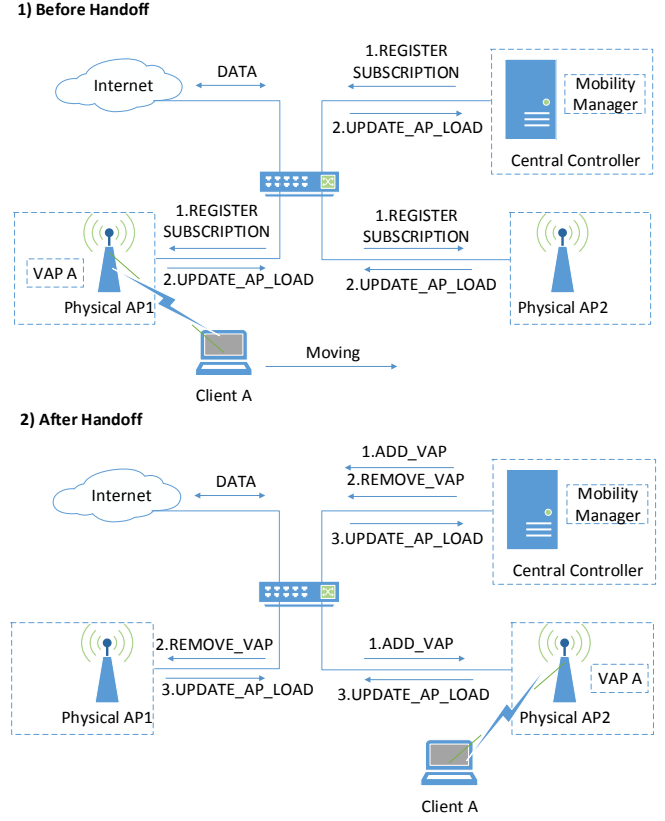 1) Before Handoff
Internet
DATA
1.REGISTER
SUBSCRIPTION
2.UPDATE_AP_LOAD
Mobility
Manager
Central Controller
1.REGISTER
SUBSCRIPTION
2.UPDATE_AP_LOAD
VAP A
Physical AP1
1.REGISTER
SUBSCRIPTION
2.UPDATE_AP_LOAD
Physical AP2
Moving
Client A
2) After Handoff
Internet
DATA
1.ADD_VAP
2.REMOVE_VAP
3.UPDATE_AP_LOAD
Mobility
Manager
Central Controller
2.REMOVE_VAP
3.UPDATE_AP_LOAD
Physical AP1
1.ADD_VAP
3.UPDATE_AP_LOAD
VAP A
Physical AP2
Client A